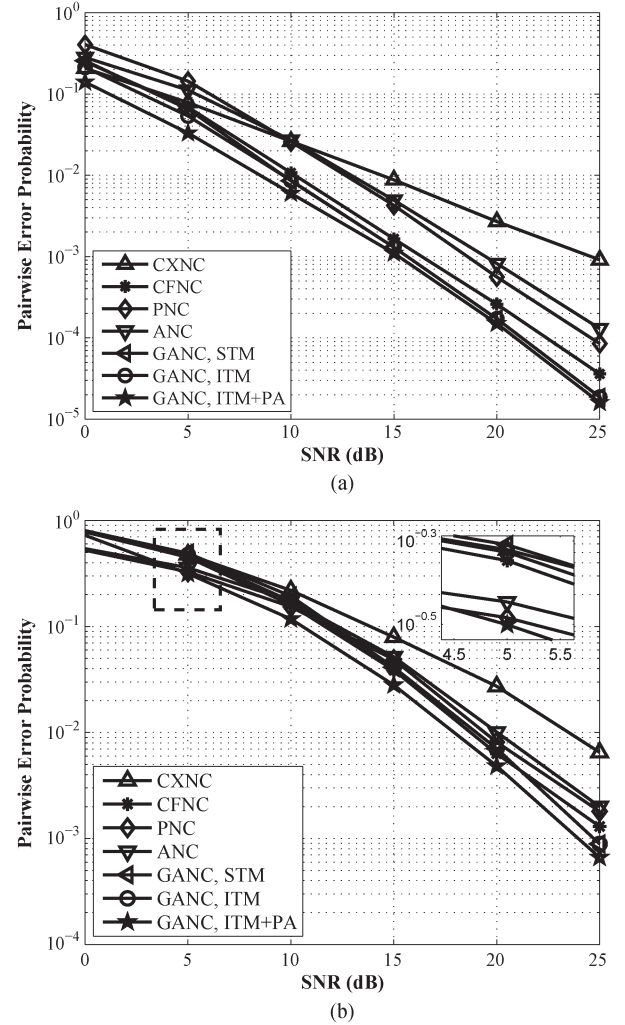 10^0
10^-1
10^-2
10^-3
10^-4
10^-5
Pairwise Error Probability
CXNC
CFNC
PNC
ANC
GANC, STM
GANC, ITM
GANC, ITM+PA
0 5 10 15 20 25
SNR (dB)
(a)
10^0
10^-1
10^-2
10^-3
10^-4
Pairwise Error Probability
10^-0.3
10^-0.5
4.5 5 5.5
CXNC
CFNC
PNC
ANC
GANC, STM
GANC, ITM
GANC, ITM+PA
0 5 10 15 20 25
SNR (dB)
(b)